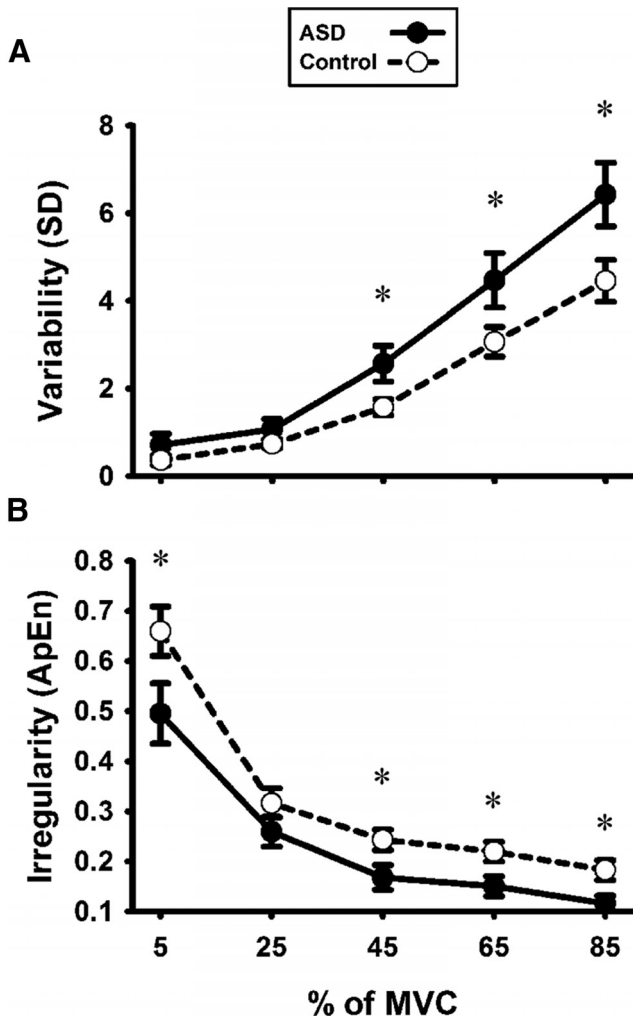 ASD
Control
A
Variability (SD)
8
6
4
2
0
*
*
*
B
Irregularity (ApEn)
0.8
0.7
0.6
0.5
0.4
0.3
0.2
0.1
*
*
*
*
5 25 45 65 85
% of MVC